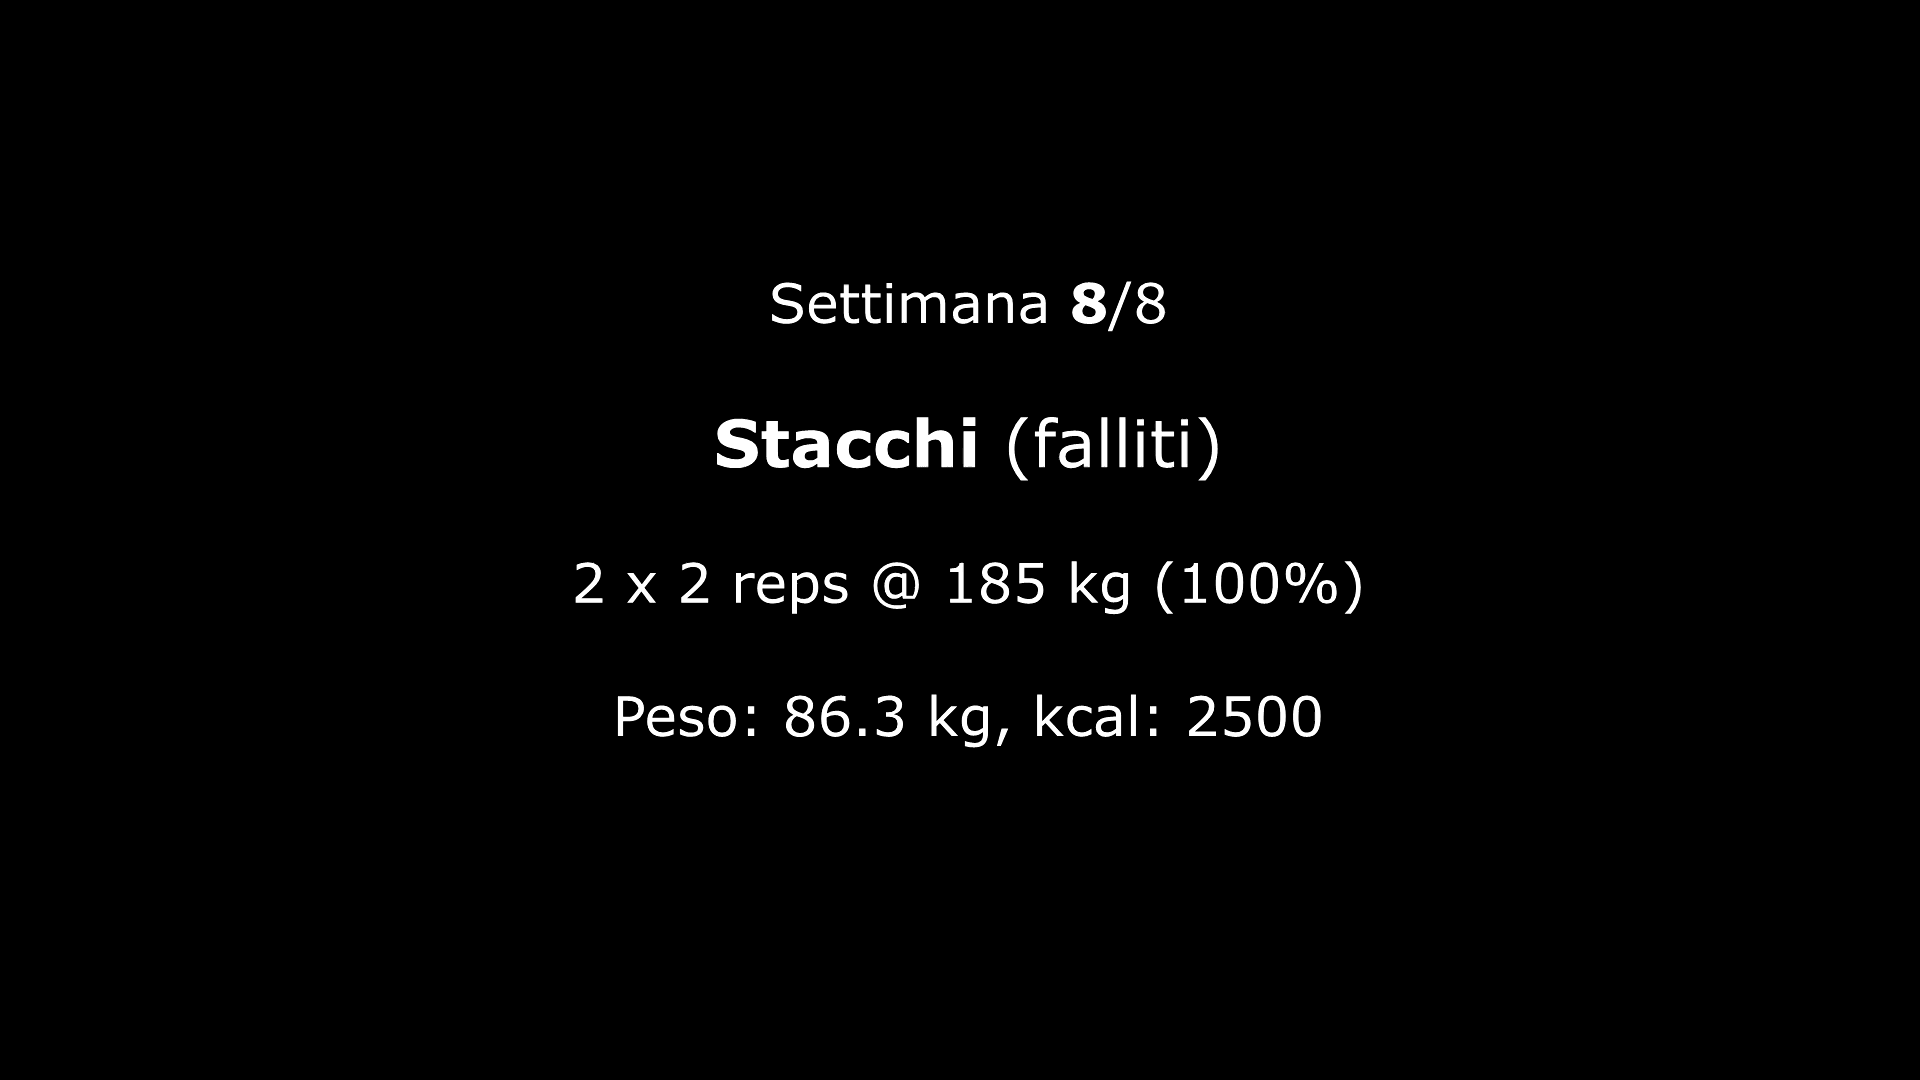 Settimana 8/8
Stacchi (falliti)
2 x 2 reps @ 185 kg (100%)
Peso: 86.3 kg, kcal: 2500